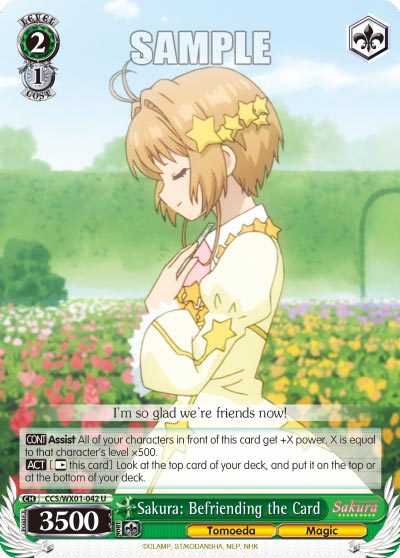 LEVEL
2
1
COST
SAMPLE
I'm so glad we're friends now!
CONT Assist All of your characters in front of this card get +X power. X is equal
to that character's level ×500.
ACT [ this card] Look at the top card of your deck, and put it on the top or
at the bottom of your deck.
CH CCS/WX01-042 U
POWER 3500
Sakura: Befriending the Card
Sakura
Tomoeda Magic
©CLAMP, ST/KODANSHA, NEP, NHK